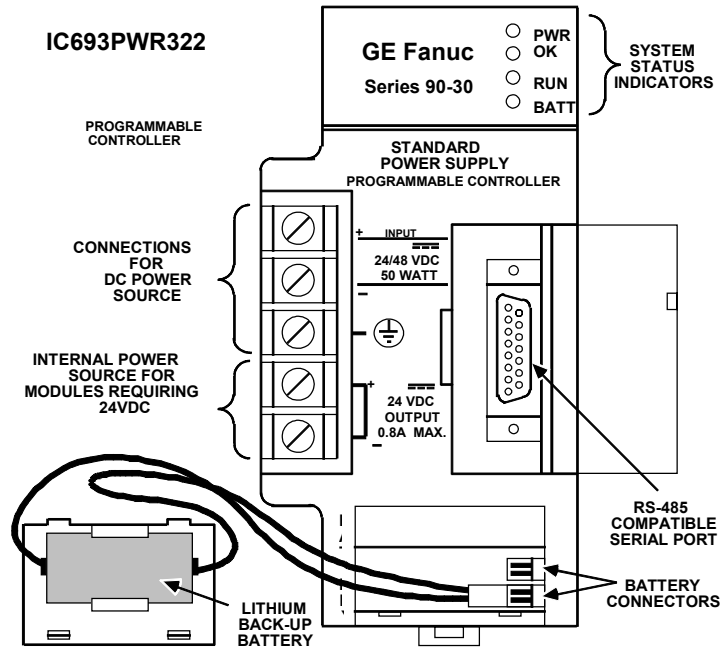 IC693PWR322
GE Fanuc
Series 90-30
PWR
OK
RUN
BATT
SYSTEM
STATUS
INDICATORS
PROGRAMMABLE
CONTROLLER
STANDARD
POWER SUPPLY
PROGRAMMABLE CONTROLLER
CONNECTIONS
FOR
DC POWER
SOURCE
+ INPUT
24/48 VDC
50 WATT
–
INTERNAL POWER
SOURCE FOR
MODULES REQUIRING
24VDC
+
24 VDC
OUTPUT
0.8A MAX.
–
RS-485
COMPATIBLE
SERIAL PORT
BATTERY
CONNECTORS
LITHIUM
BACK-UP
BATTERY